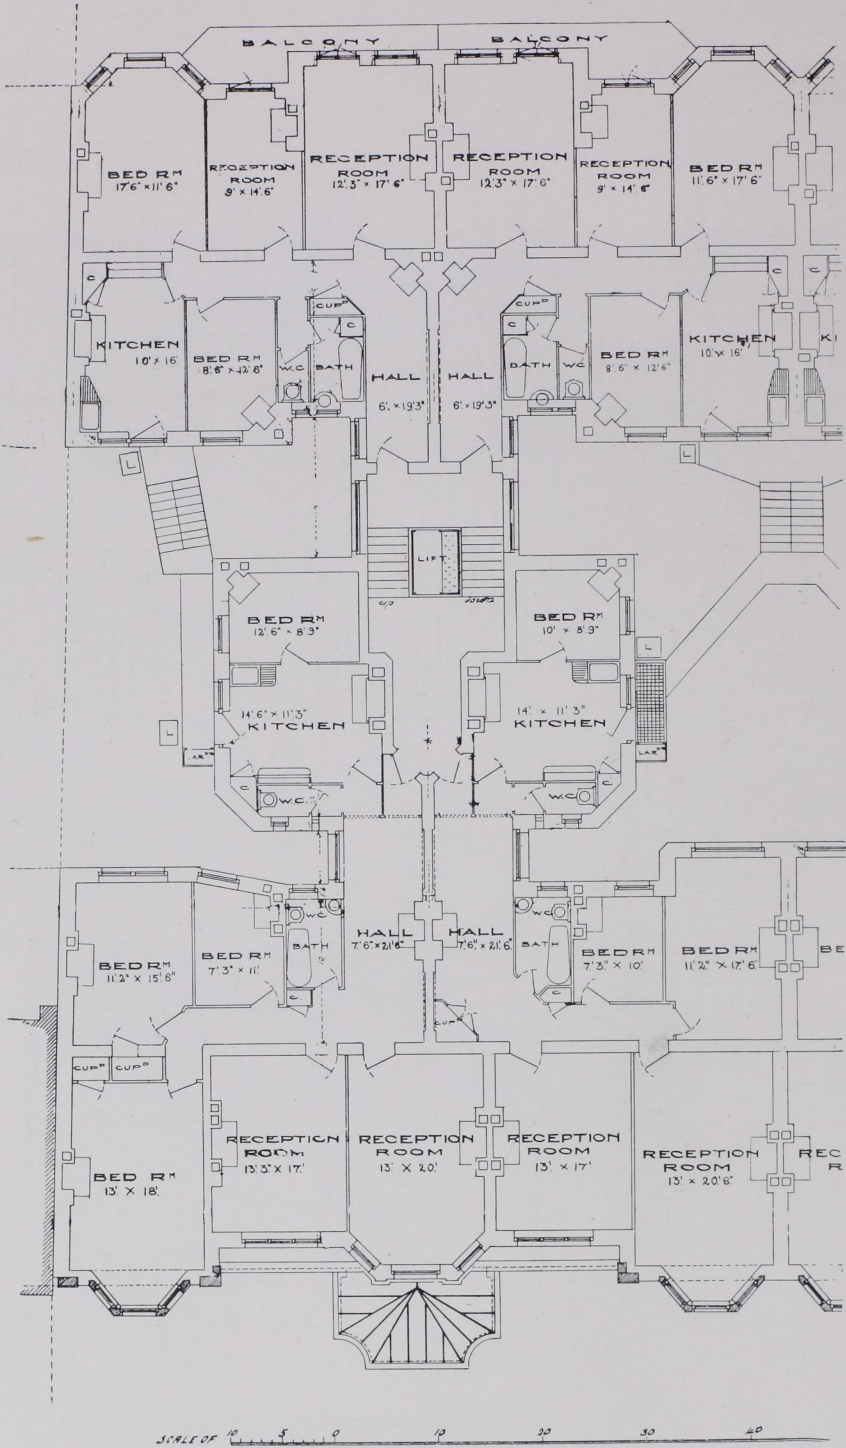 BALCONY
BALCONY
BED RM
17'6" × 11'6"
RECEPTION
ROOM
9' × 14'6"
RECEPTION
ROOM
12'.3" × 17'6"
RECEPTION
ROOM
12'3" × 17'.6"
RECEPTION
ROOM
9' × 14'6"
BED RM
11'.6" × 17'6"
C
KITCHEN
10' × 16'
BED RM
8'.6" × 12'.6"
W.C
CUPD
C
BATH
HALL
6'. × 19'.3"
HALL
6'. × 19'.3"
CUPD
C
BATH
WC
BED RM
8'.6" × 12'6"
KITCHEN
10' × 16'
C
C
KI
L
L
LIFT
UP
BED RM
12'.6" × 8'.9"
BED RM
10' × 8'.9"
L
14'.6" × 11'.3"
KITCHEN
14'. × 11'.3"
KITCHEN
L
LARDR
C
W.C.
W.C.
C
LARDR
BED RM
11'.2" × 15'.6"
BED RM
7'.3" × 11'.
W.C
BATH
C.
HALL
7'.6" × 21'.6"
HALL
7'.6" × 21'.6"
W.C
BATH
C
BED RM
7'.3" × 10'
BED RM
11'.2" × 17'.6
BE
CUPD
CUPD
CUPD
BED RM
13'. × 18'.
RECEPTION
ROOM
13'.3" × 17'.
RECEPTION
ROOM
13'. × 20'.
RECEPTION
ROOM
13' × 17'
RECEPTION
ROOM
13'. × 20'.6"
REC
R
SCALE OF 10 5 0 10 20 30 40